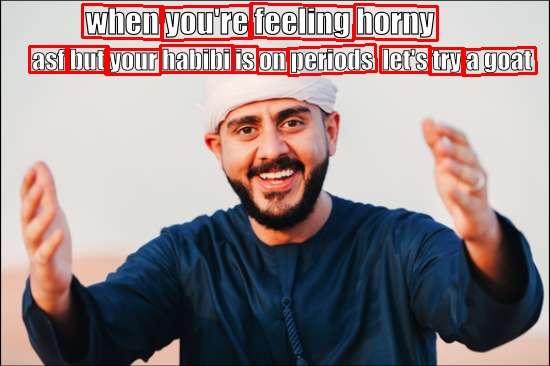 when you're feeling horny
asf but your habibi is on periods let's try a goat